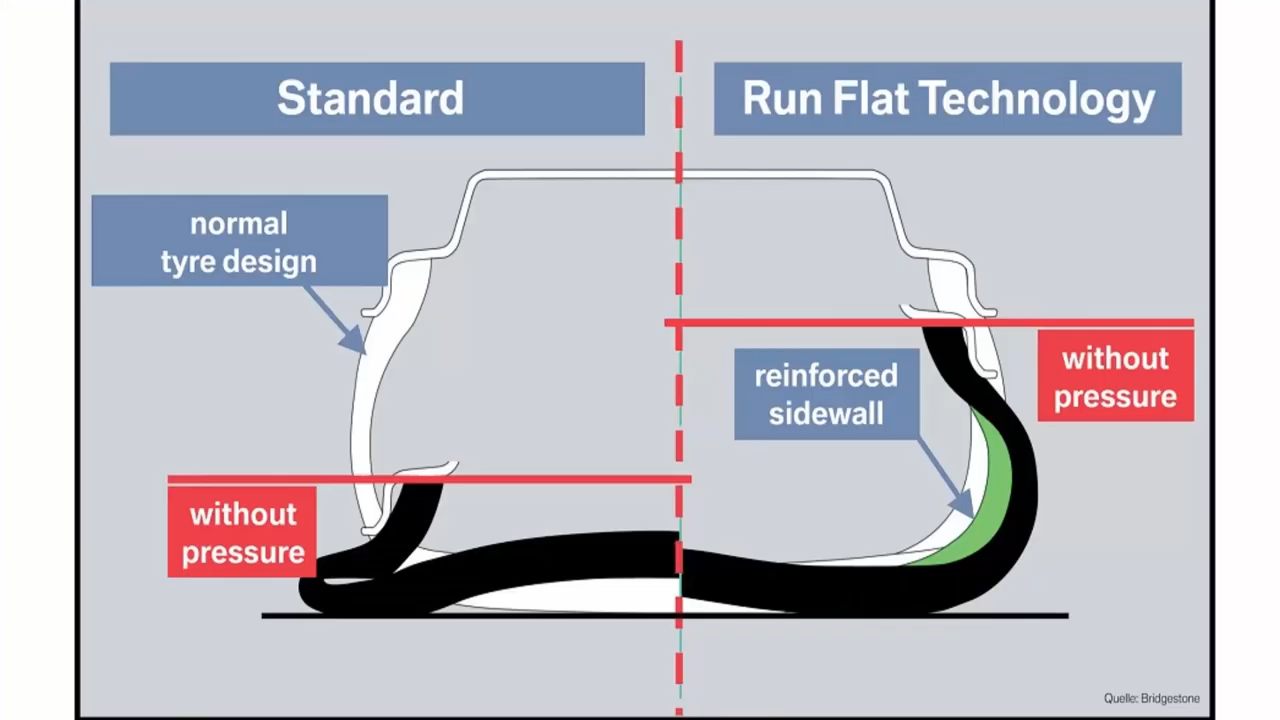 Standard
Run Flat Technology
normal
tyre design
reinforced
sidewall
without
pressure
without
pressure
Quelle: Bridgestone